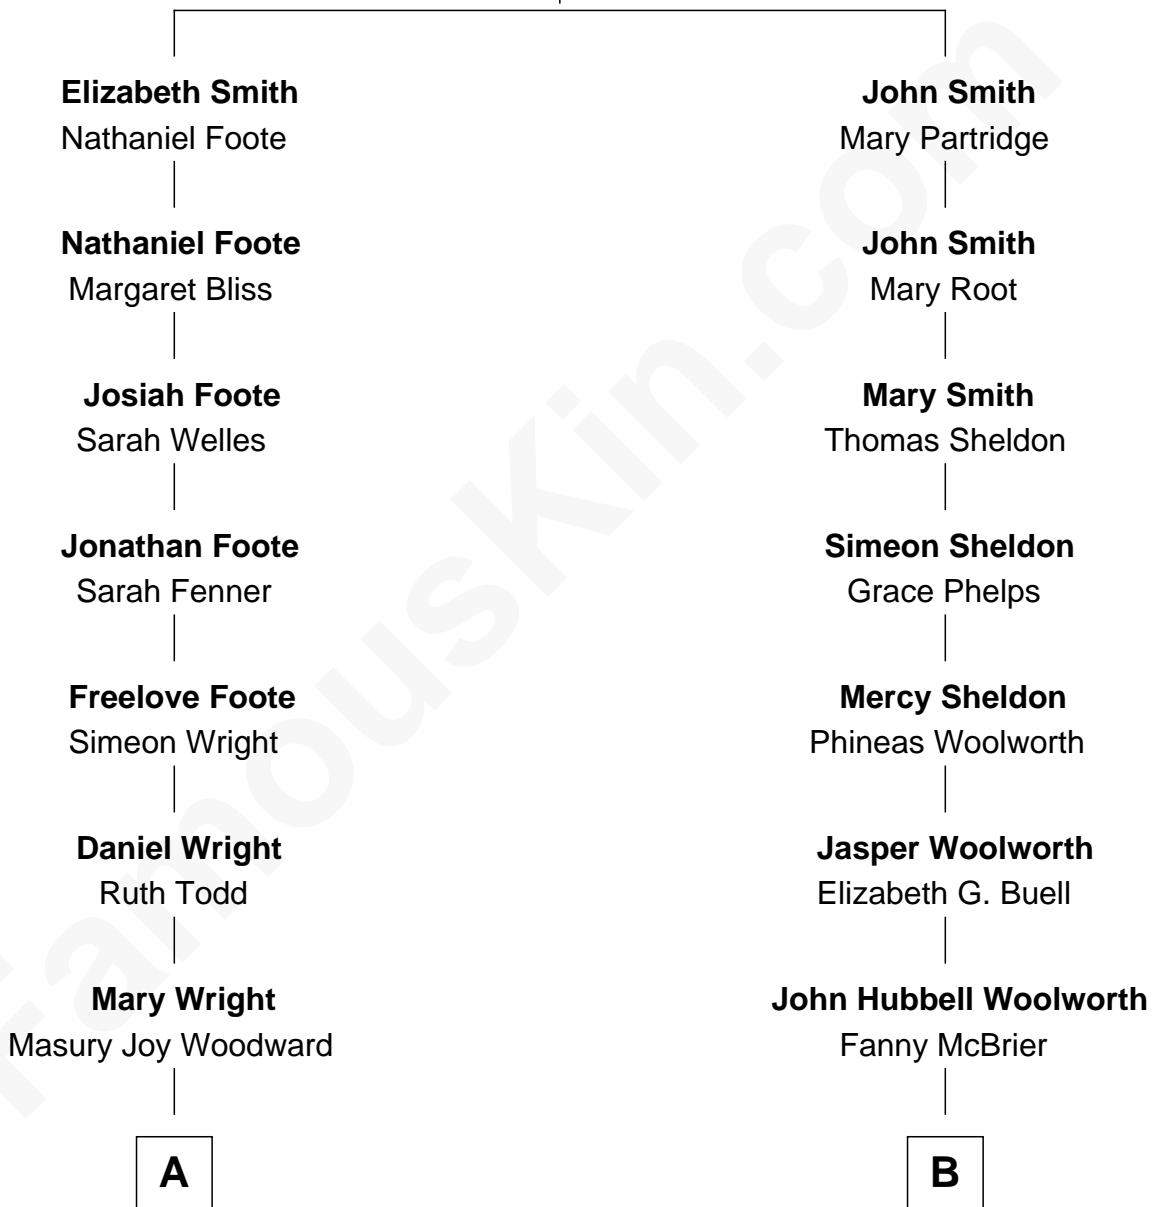 Elizabeth Smith
Nathaniel Foote
Nathaniel Foote
Margaret Bliss
Josiah Foote
Sarah Welles
Jonathan Foote
Sarah Fenner
Freelove Foote
Simeon Wright
Daniel Wright
Ruth Todd
Mary Wright
Masury Joy Woodward
A
John Smith
Mary Partridge
John Smith
Mary Root
Mary Smith
Thomas Sheldon
Simeon Sheldon
Grace Phelps
Mercy Sheldon
Phineas Woolworth
Jasper Woolworth
Elizabeth G. Buell
John Hubbell Woolworth
Fanny McBrier
B
FamousKin.com